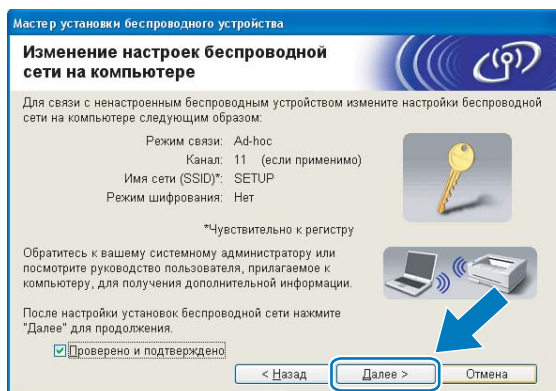 Мастер установки беспроводного устройства
Изменение настроек беспроводной
сети на компьютере
Для связи с ненастроенным беспроводным устройством измените настройки беспроводной
сети на компьютере следующим образом:
Режим связи: Ad-hoc
Канал: 11 (если применимо)
Имя сети (SSID)*: SETUP
Режим шифрования: Нет
*Чувствительно к регистру
Обратитесь к вашему системному администратору или
посмотрите руководство пользователя, прилагаемое к
компьютеру, для получения дополнительной информации.
После настройки установок беспроводной сети нажмите
"Далее" для продолжения.
Проверено и подтверждено
< Назад Далее > Отмена